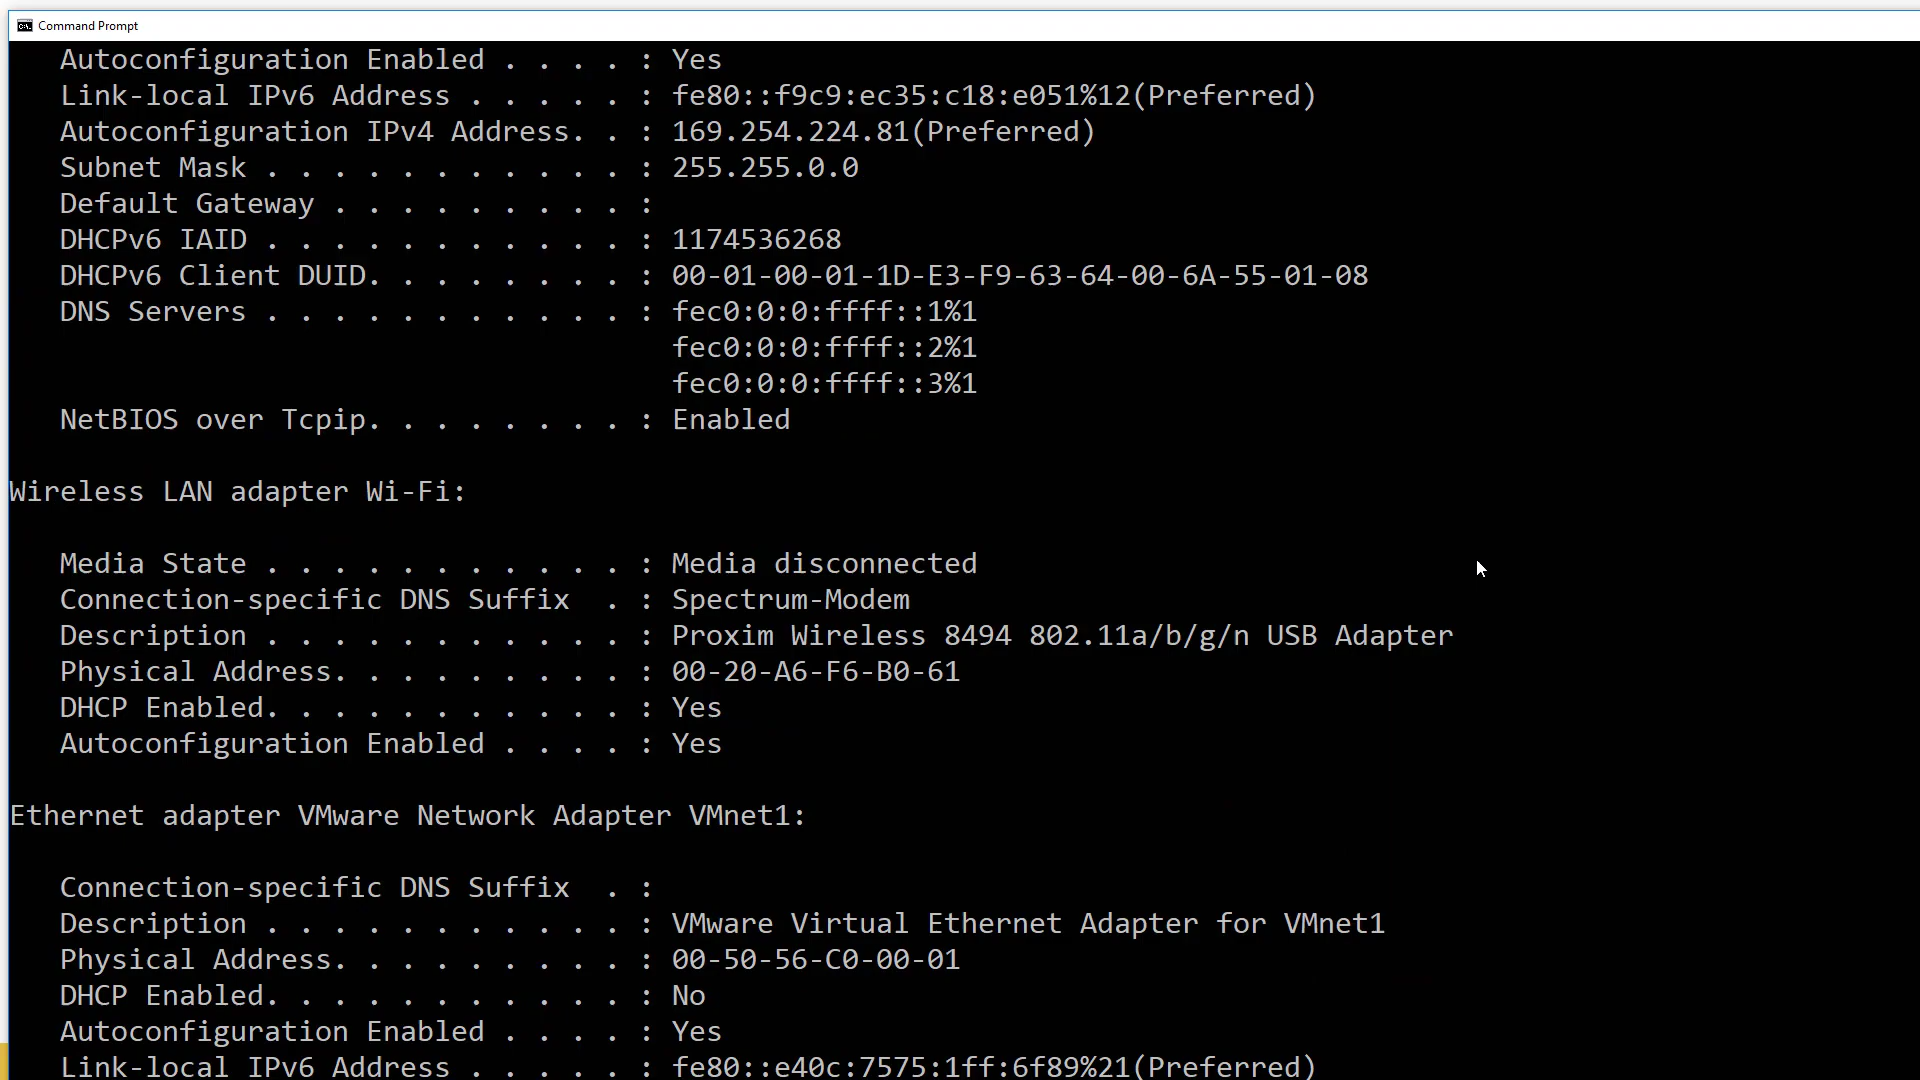 Command Prompt
Autoconfiguration Enabled . . . . : Yes
Link-local IPv6 Address . . . . . : fe80::f9c9:ec35:c18:e051%12(Preferred)
Autoconfiguration IPv4 Address. . : 169.254.224.81(Preferred)
Subnet Mask . . . . . . . . . . . : 255.255.0.0
Default Gateway . . . . . . . . . :
DHCPv6 IAID . . . . . . . . . . . : 1174536268
DHCPv6 Client DUID. . . . . . . . : 00-01-00-01-1D-E3-F9-63-64-00-6A-55-01-08
DNS Servers . . . . . . . . . . . : fec0:0:0:ffff::1%1
fec0:0:0:ffff::2%1
fec0:0:0:ffff::3%1
NetBIOS over Tcpip. . . . . . . . : Enabled
Wireless LAN adapter Wi-Fi:
Media State . . . . . . . . . . . : Media disconnected
Connection-specific DNS Suffix  . : Spectrum-Modem
Description . . . . . . . . . . . : Proxim Wireless 8494 802.11a/b/g/n USB Adapter
Physical Address. . . . . . . . . : 00-20-A6-F6-B0-61
DHCP Enabled. . . . . . . . . . . : Yes
Autoconfiguration Enabled . . . . : Yes
Ethernet adapter VMware Network Adapter VMnet1:
Connection-specific DNS Suffix  . :
Description . . . . . . . . . . . : VMware Virtual Ethernet Adapter for VMnet1
Physical Address. . . . . . . . . : 00-50-56-C0-00-01
DHCP Enabled. . . . . . . . . . . : No
Autoconfiguration Enabled . . . . : Yes
Link-local IPv6 Address . . . . . : fe80::e40c:7575:1ff:6f89%21(Preferred)